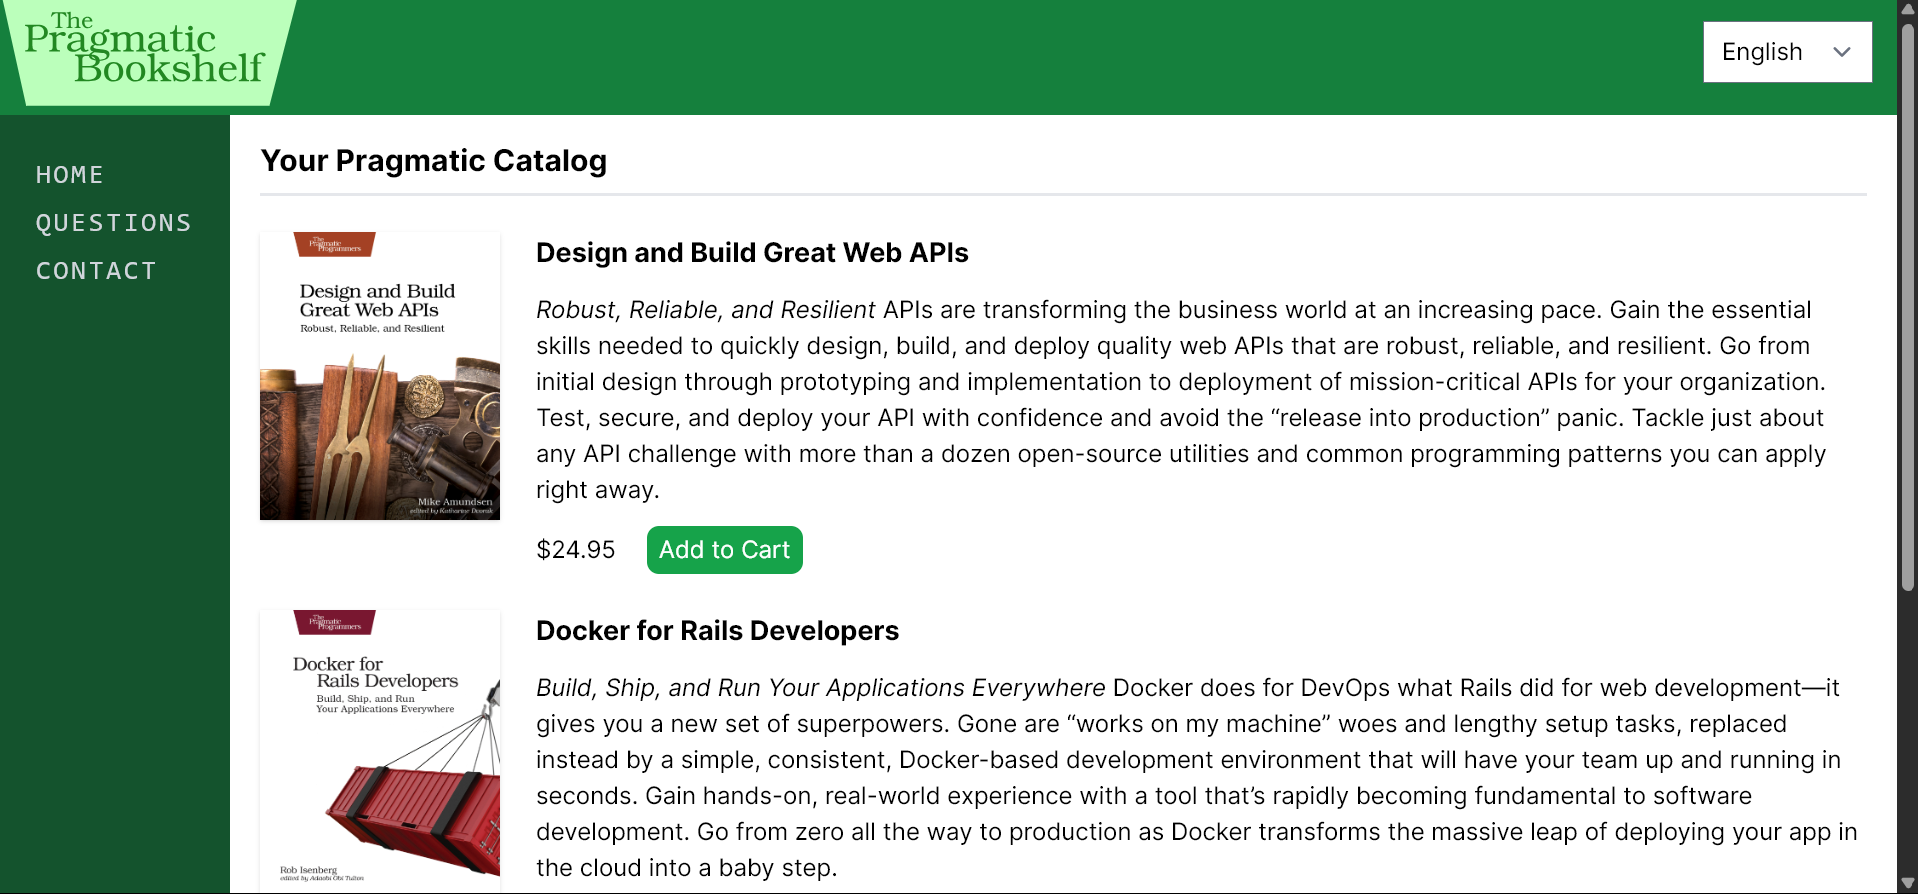 The
Pragmatic
Bookshelf
English
HOME
QUESTIONS
CONTACT
Your Pragmatic Catalog
The
Pragmatic
Programmers
Design and Build
Great Web APIs
Robust, Reliable, and Resilient
Mike Amundsen
edited by Katharine Dvorak
Design and Build Great Web APIs
Robust, Reliable, and Resilient APIs are transforming the business world at an increasing pace. Gain the essential
skills needed to quickly design, build, and deploy quality web APIs that are robust, reliable, and resilient. Go from
initial design through prototyping and implementation to deployment of mission-critical APIs for your organization.
Test, secure, and deploy your API with confidence and avoid the “release into production” panic. Tackle just about
any API challenge with more than a dozen open-source utilities and common programming patterns you can apply
right away.
$24.95
Add to Cart
The
Pragmatic
Programmers
Docker for
Rails Developers
Build, Ship, and Run
Your Applications Everywhere
Rob Isenberg
edited by Adaobi Obi Tulton
Docker for Rails Developers
Build, Ship, and Run Your Applications Everywhere Docker does for DevOps what Rails did for web development—it
gives you a new set of superpowers. Gone are “works on my machine” woes and lengthy setup tasks, replaced
instead by a simple, consistent, Docker-based development environment that will have your team up and running in
seconds. Gain hands-on, real-world experience with a tool that’s rapidly becoming fundamental to software
development. Go from zero all the way to production as Docker transforms the massive leap of deploying your app in
the cloud into a baby step.